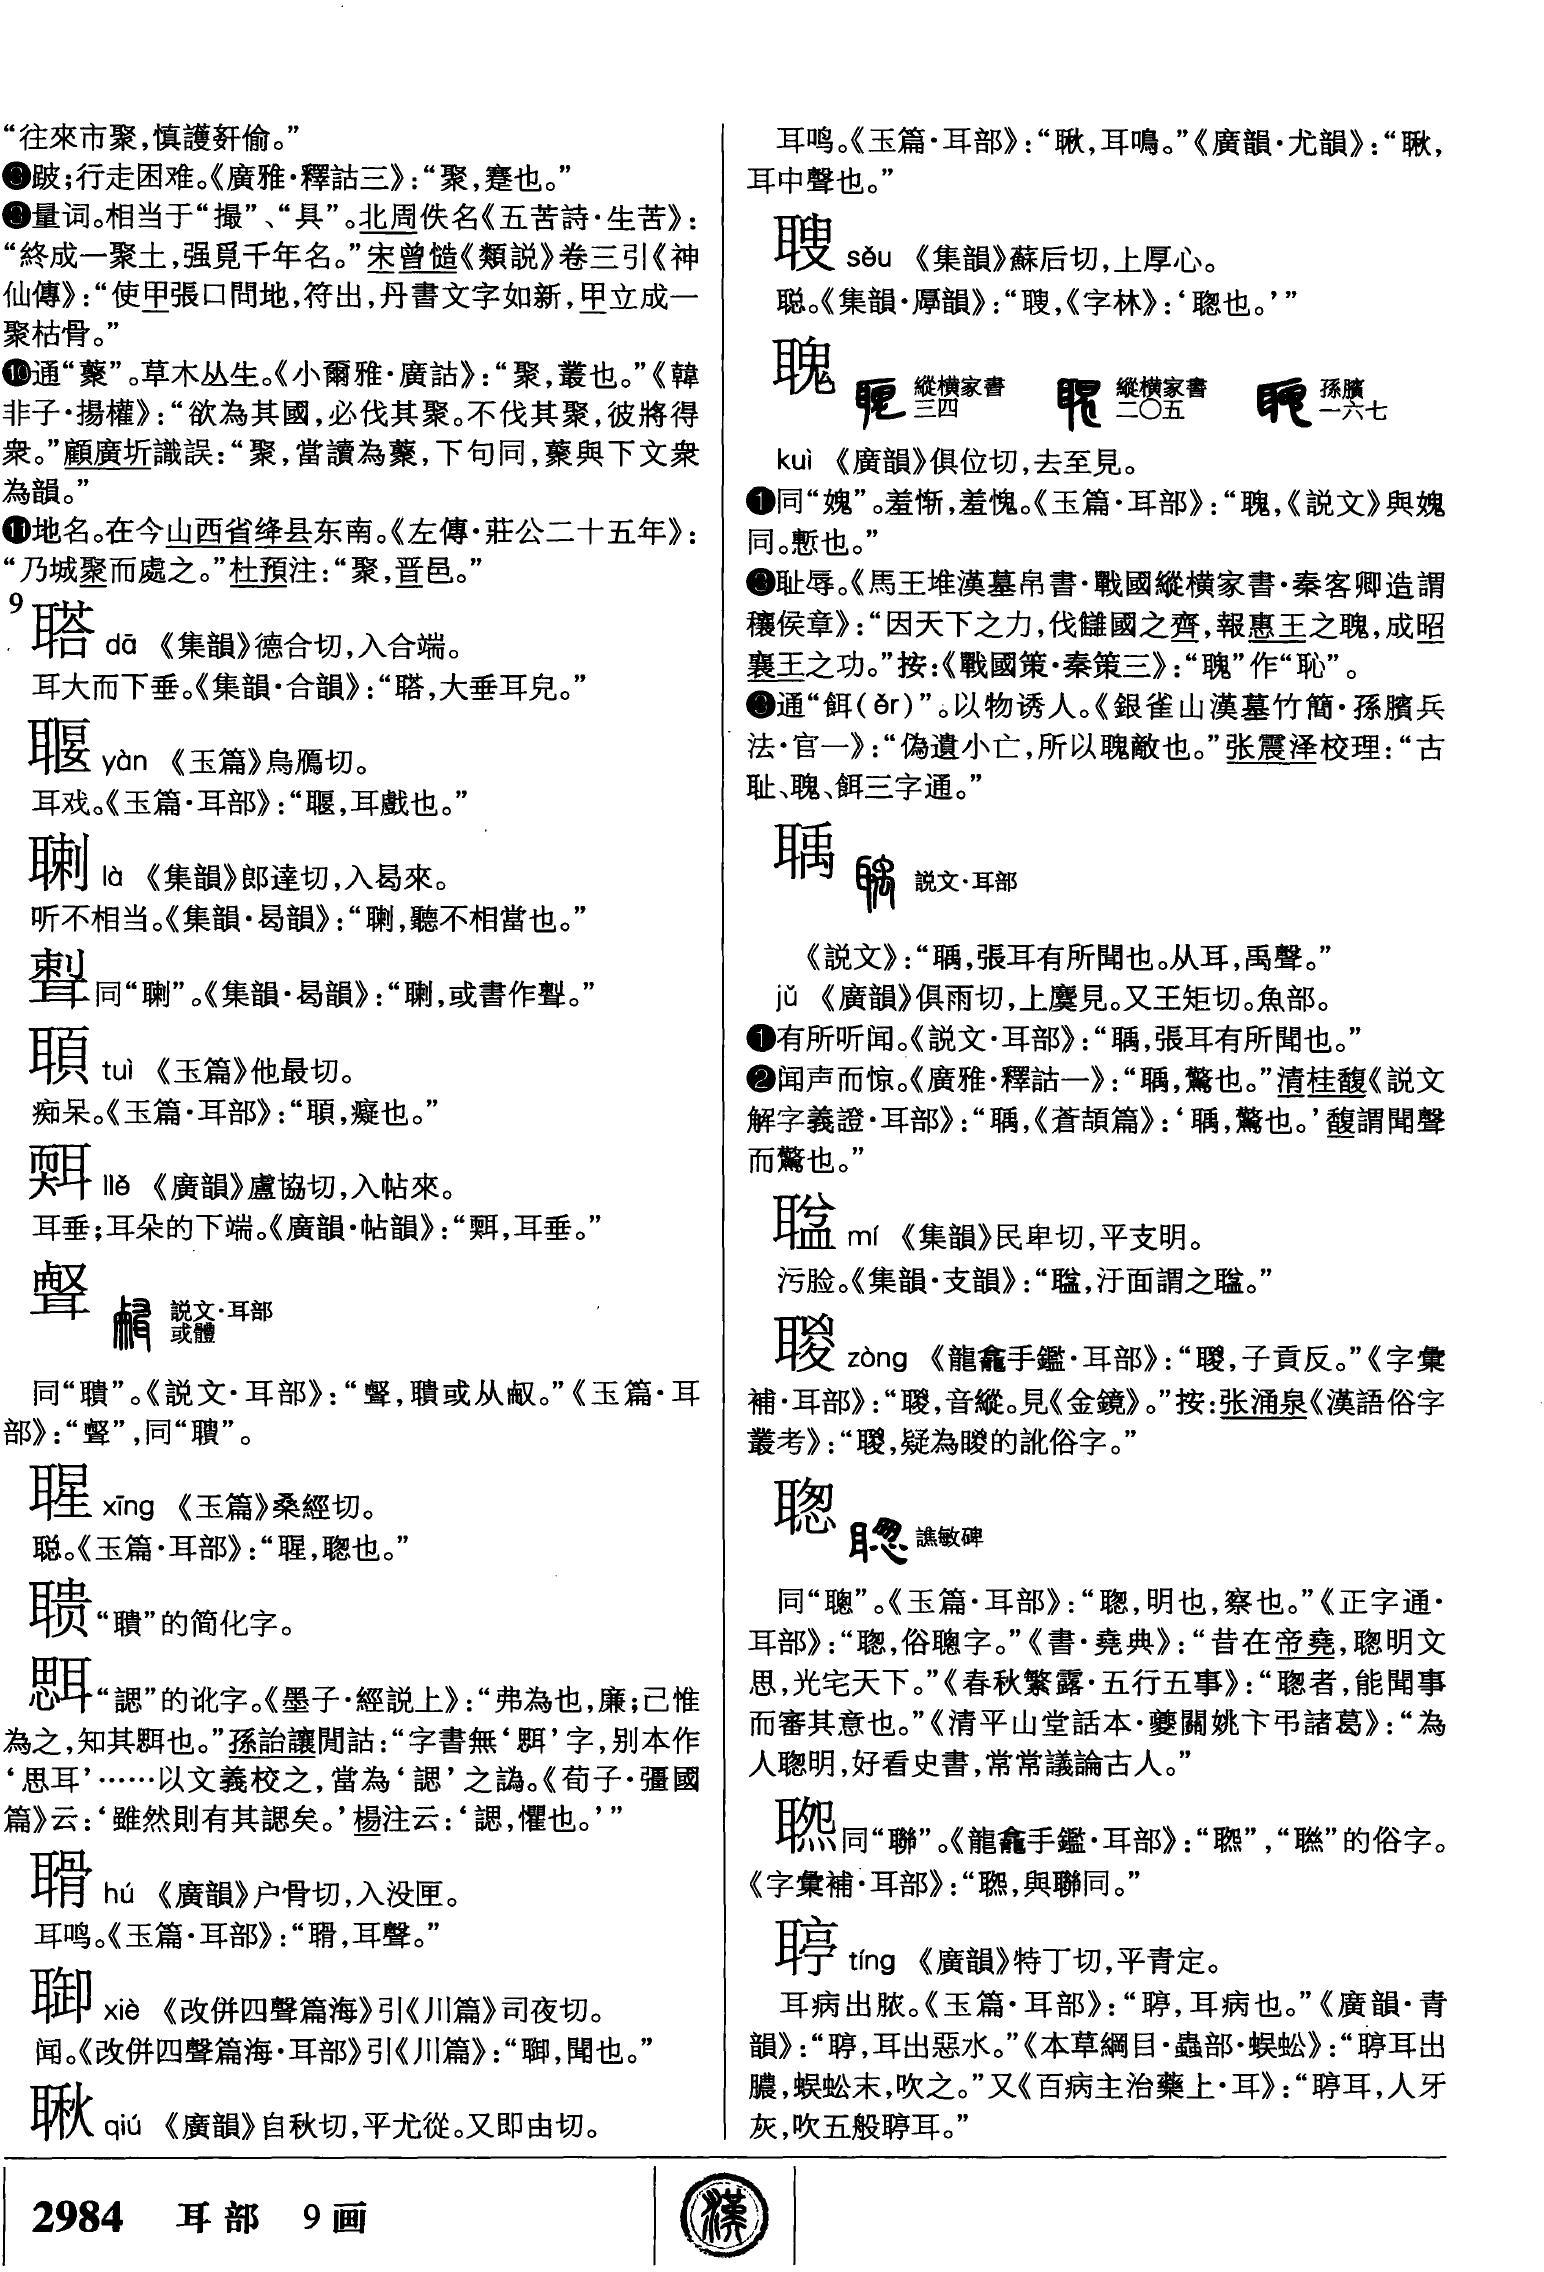 “往來市聚,慎護姧偷。”
❽跛;行走困难。《廣雅·釋詁三》:“聚,蹇也。”
❾量词。相当于“撮”、“具”。北周佚名《五苦詩·生苦》:
“終成一聚土,强覓千年名。”宋曾慥《類説》卷三引《神
仙傳》:“使甲張口問地,符出,丹書文字如新,甲立成一
聚枯骨。”
❿通“藂”。草木丛生。《小爾雅·廣詁》:“聚,叢也。”《韓
非子·揚權》:“欲為其國,必伐其聚。不伐其聚,彼將得
衆。”顧廣圻識誤:“聚,當讀為藂,下句同,藂與下文衆
為韻。”
⓫地名。在今山西省绛县东南。《左傳·莊公二十五年》:
“乃城聚而處之。”杜預注:“聚,晋邑。”
9
䐛 dā 《集韻》德合切,入合端。
耳大而下垂。《集韻·合韻》:“,大垂耳皃。”
yàn 《玉篇》烏鴈切。
耳戏。《玉篇·耳部》:“,耳戲也。”
là 《集韻》郎達切,入曷來。
听不相当。《集韻·曷韻》:“,聽不相當也。”
同“”。《集韻·曷韻》:“,或書作。”
tuì 《玉篇》他最切。
痴呆。《玉篇·耳部》:“,癡也。”
liě 《廣韻》盧協切,入帖來。
耳垂;耳朵的下端。《廣韻·帖韻》:“,耳垂。”
説文·耳部
或體
同“聵”。《説文·耳部》:“,聵或从㕟。”《玉篇·耳
部》:“”,同“聵”。
𦖤 xīng 《玉篇》桑經切。
聪。《玉篇·耳部》:“𦖤,聰也。”
聩“聵”的简化字。
“諰”的讹字。《墨子·經説上》:“弗為也,廉;己惟
為之,知其也。”孫詒讓閒詁:“字書無‘’字,别本作
‘思耳’……以文義校之,當為‘諰’之譌。《荀子·彊國
篇》云:‘雖然則有其諰矣。’楊注云:‘諰,懼也。’”
hú 《廣韻》户骨切,入没匣。
耳鸣。《玉篇·耳部》:“,耳聲。”
xiè 《改併四聲篇海》引《川篇》司夜切。
闻。《改併四聲篇海·耳部》引《川篇》:“,聞也。”
qiú 《廣韻》自秋切,平尤從。又即由切。
耳鸣。《玉篇·耳部》:“,耳鳴。”《廣韻·尤韻》:“,
耳中聲也。”
sǒu 《集韻》蘇后切,上厚心。
聪。《集韻·厚韻》:“,《字林》:‘聰也。’”
聭
縱横家書
三四
縱横家書
二〇五
孫臏
一六七
kuì 《廣韻》俱位切,去至見。
❶同“媿”。羞惭,羞愧。《玉篇·耳部》:“聭,《説文》與媿
同。慙也。”
❷耻辱。《馬王堆漢墓帛書·戰國縱横家書·秦客卿造謂
穰侯章》:“因天下之力,伐雠國之齊,報惠王之聭,成昭
襄王之功。”按:《戰國策·秦策三》:“聭”作“恥”。
❸通“餌(ěr)”。以物诱人。《銀雀山漢墓竹簡·孫臏兵
法·官一》:“偽遺小亡,所以聭敵也。”张震泽校理:“古
耻、聭、餌三字通。”
聥
説文·耳部
《説文》:“聥,張耳有所聞也。从耳,禹聲。”
jǔ 《廣韻》俱雨切,上麌見。又王矩切。魚部。
❶有所听闻。《説文·耳部》:“聥,張耳有所聞也。”
❷闻声而惊。《廣雅·釋詁一》:“聥,驚也。”清桂馥《説文
解字義證·耳部》:“聥,《蒼頡篇》:‘聥,驚也。’馥謂聞聲
而驚也。”
mí 《集韻》民卑切,平支明。
污脸。《集韻·支韻》:“,汙面謂之。”
zòng 《龍龕手鑑·耳部》:“,子貢反。”《字彙
補·耳部》:“,音縱。見《金鏡》。”按:张涌泉《漢語俗字
叢考》:“,疑為䁓的訛俗字。”
聦
譙敏碑
同“聰”。《玉篇·耳部》:“聦,明也,察也。”《正字通·
耳部》:“聦,俗聰字。”《書·堯典》:“昔在帝堯,聦明文
思,光宅天下。”《春秋繁露·五行五事》:“聦者,能聞事
而審其意也。”《清平山堂話本·夔關姚卞弔諸葛》:“為
人聦明,好看史書,常常議論古人。”
同“聯”。《龍龕手鑑·耳部》:“”,“聮”的俗字。
《字彙補·耳部》:“,與聯同。”
聤 tíng 《廣韻》特丁切,平青定。
耳病出脓。《玉篇·耳部》:“聤,耳病也。”《廣韻·青
韻》:“聤,耳出惡水。”《本草綱目·蟲部·蜈蚣》:“聤耳出
膿,蜈蚣末,吹之。”又《百病主治藥上·耳》:“聤耳,人牙
灰,吹五般聤耳。”
2984 耳部 9画
漢